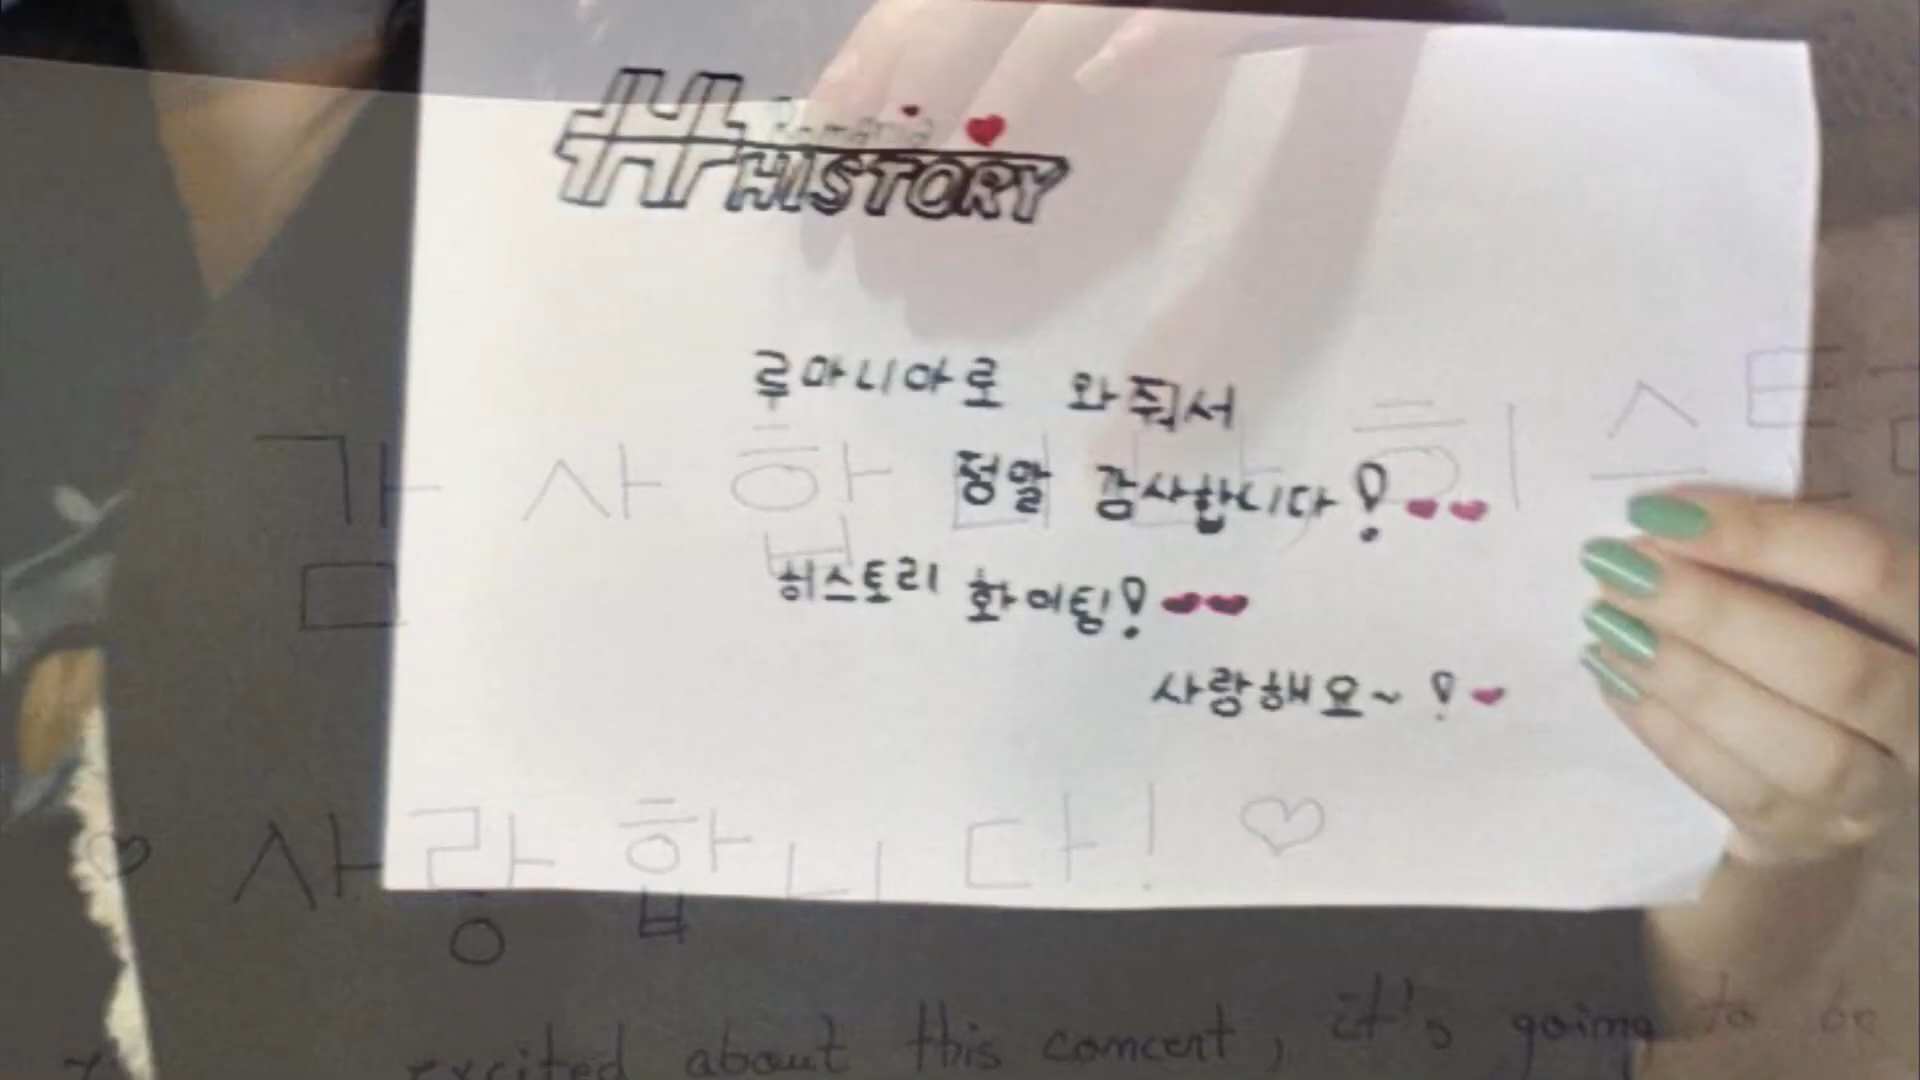 Romania
HISTORY
루마니아로 와줘서
정말 감사합니다!
히스토리 화이팅!
사랑해요~!
감사합니다, 히스토
사랑합니다!
excited about this concert, it's going to be